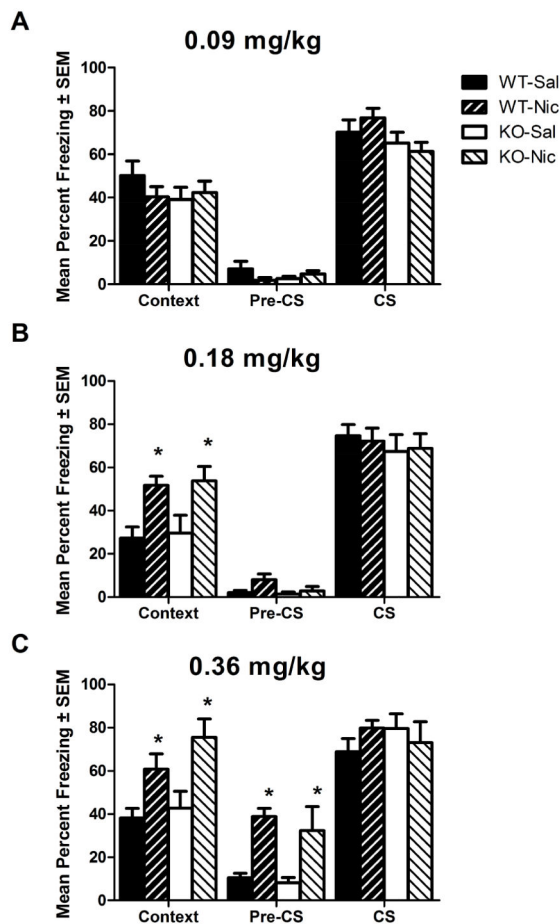 A
0.09 mg/kg
Mean Percent Freezing ± SEM
100
80
60
40
20
0
Context Pre-CS CS
WT-Sal
WT-Nic
KO-Sal
KO-Nic
B
0.18 mg/kg
Mean Percent Freezing ± SEM
100
80
60
40
20
0
* *
Context Pre-CS CS
C
0.36 mg/kg
Mean Percent Freezing ± SEM
100
80
60
40
20
0
* * * *
Context Pre-CS CS